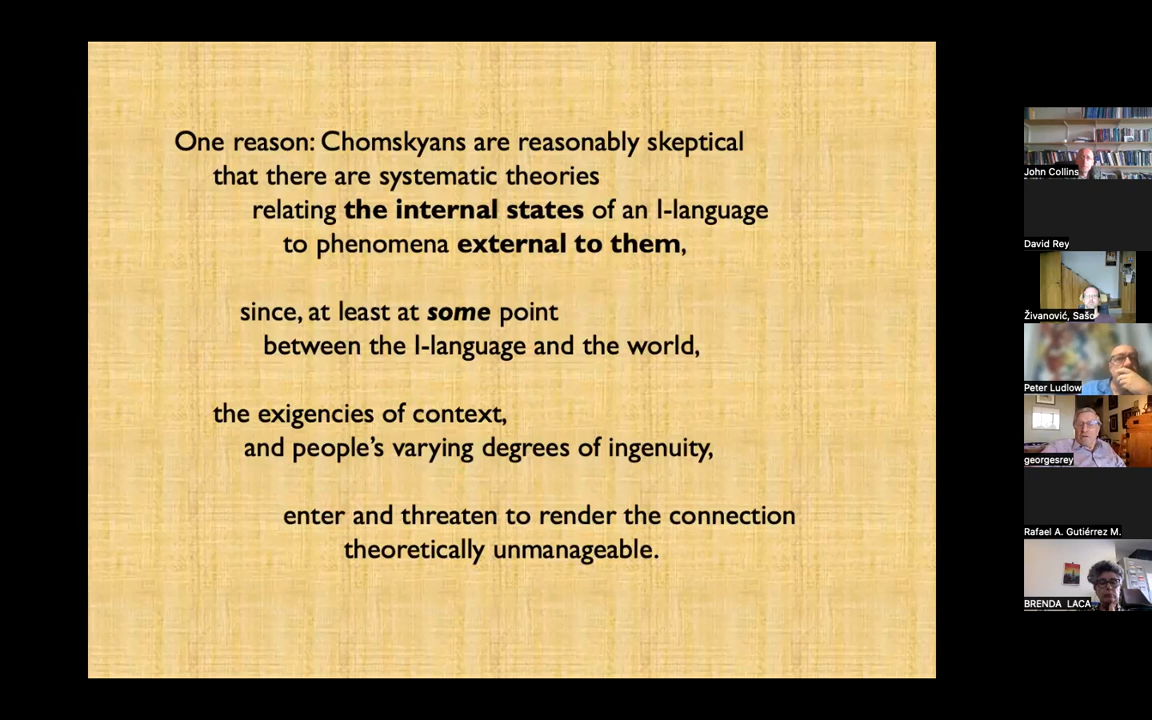 One reason: Chomskyans are reasonably skeptical
that there are systematic theories
relating the internal states of an I-language
to phenomena external to them,
since, at least at some point
between the I-language and the world,
the exigencies of context,
and people's varying degrees of ingenuity,
enter and threaten to render the connection
theoretically unmanageable.
John Collins
David Rey
Živanović, Sašo
Peter Ludlow
georgesrey
Rafael A. Gutiérrez M.
BRENDA LACA